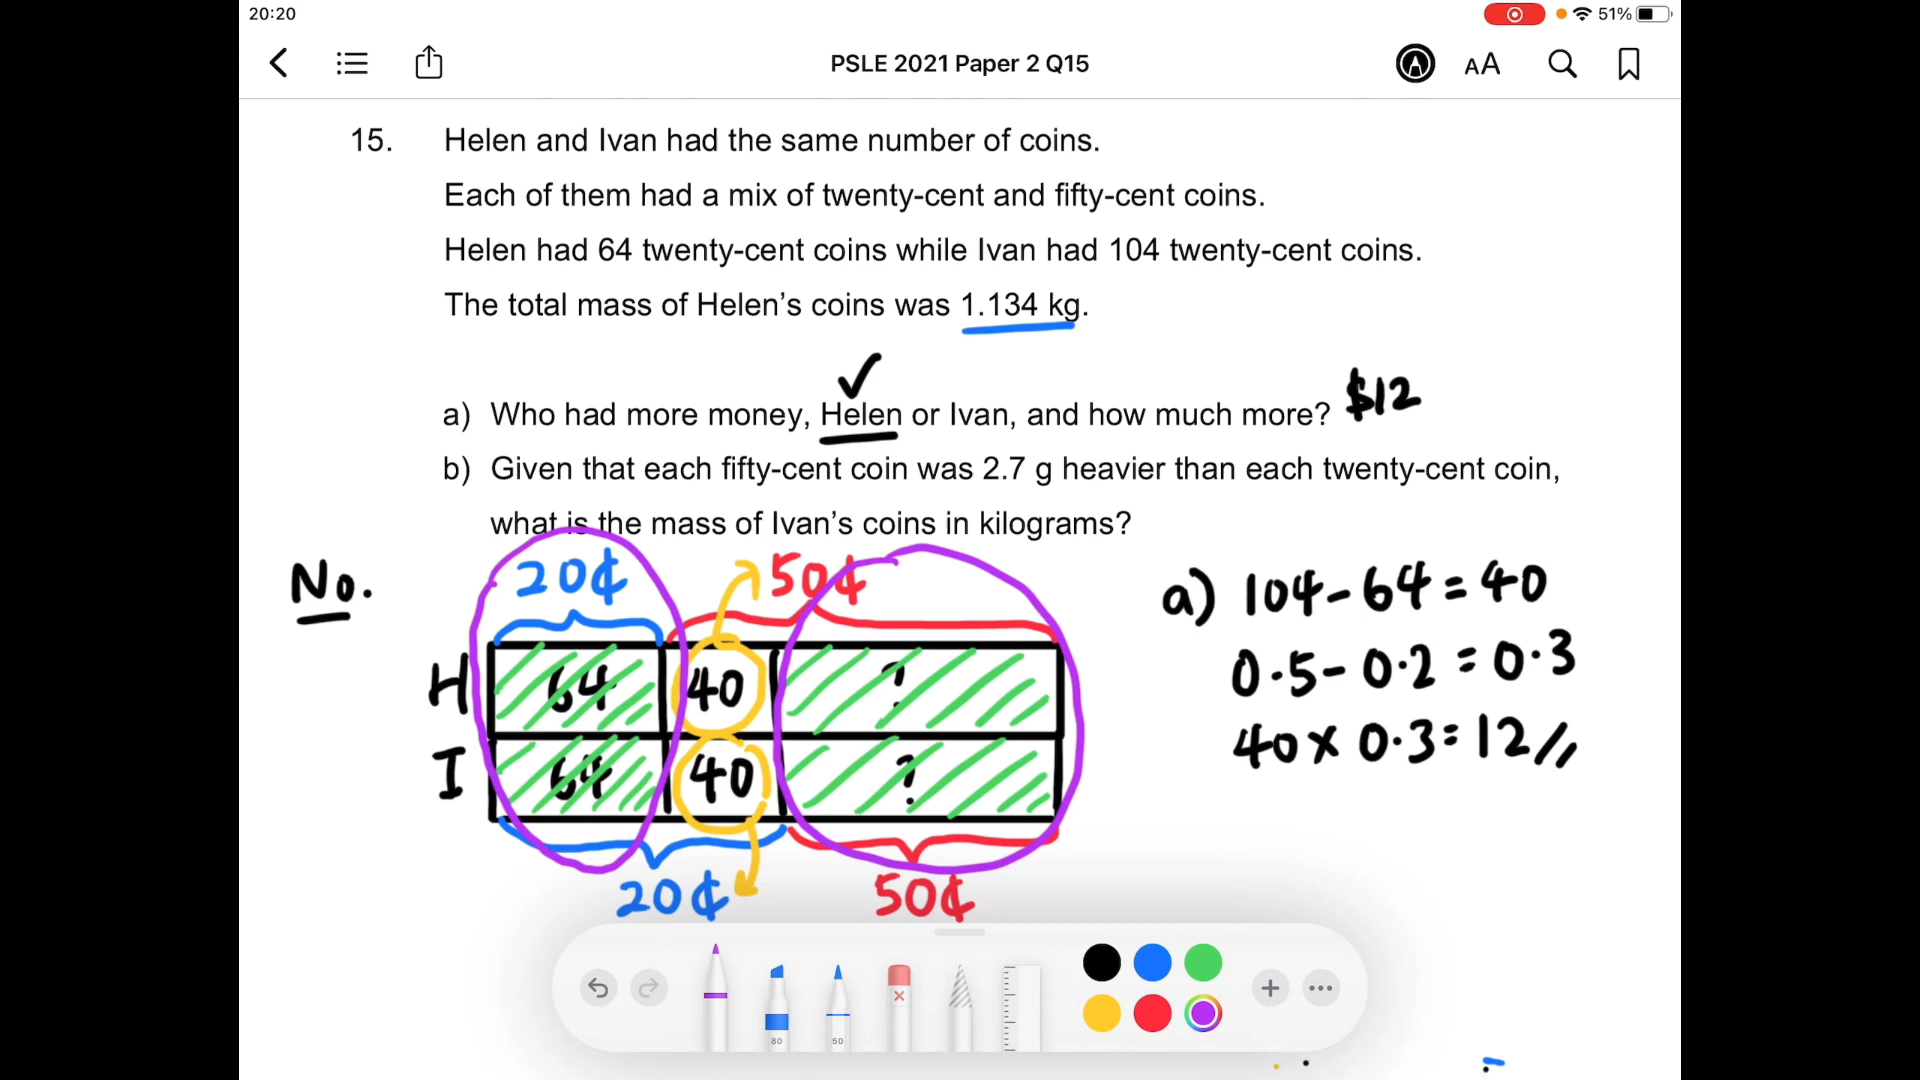 20:20
51%
PSLE 2021 Paper 2 Q15
AA
15. Helen and Ivan had the same number of coins.
Each of them had a mix of twenty-cent and fifty-cent coins.
Helen had 64 twenty-cent coins while Ivan had 104 twenty-cent coins.
The total mass of Helen’s coins was 1.134 kg.
a) Who had more money, Helen or Ivan, and how much more? $12
b) Given that each fifty-cent coin was 2.7 g heavier than each twenty-cent coin,
what is the mass of Ivan’s coins in kilograms?
No.
20¢ 50¢
a) 104-64=40
H 64 40 ?
0.5-0.2=0.3
I 64 40 ?
40×0.3=12//
20¢ 50¢
80 50